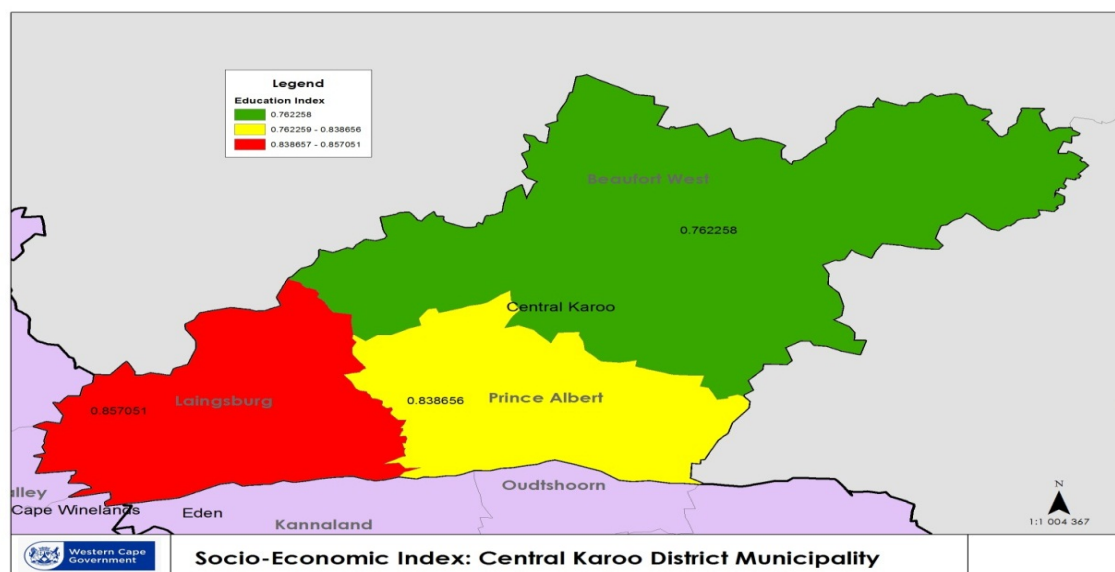 Legend
Education Index
0.762258
0.762259 - 0.838656
0.838657 - 0.857051
Beaufort West
0.762258
Central Karoo
Laingsburg
0.857051
0.838656
Prince Albert
Oudtshoorn
alley
Cape Winelands
Eden
Kannaland
N
1:1 004 367
Western Cape
Government
Socio-Economic Index: Central Karoo District Municipality